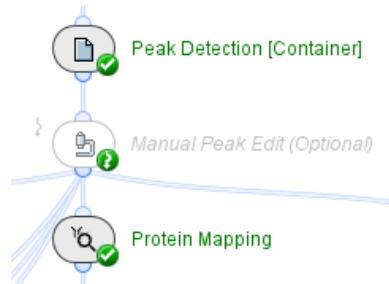 Peak Detection [Container]
Manual Peak Edit (Optional)
Protein Mapping